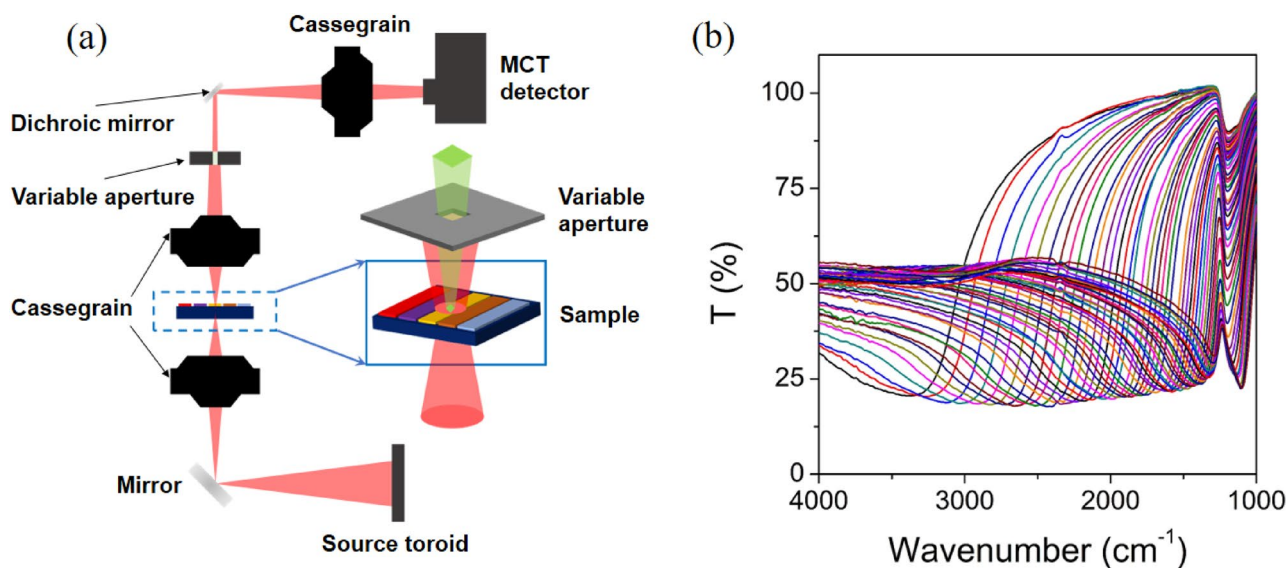 (a)
Cassegrain
MCT
detector
Dichroic mirror
Variable aperture
Variable
aperture
Cassegrain
Sample
Mirror
Source toroid
(b)
100
75
50
25
0
T (%)
4000
3000
2000
1000
Wavenumber (cm⁻¹)